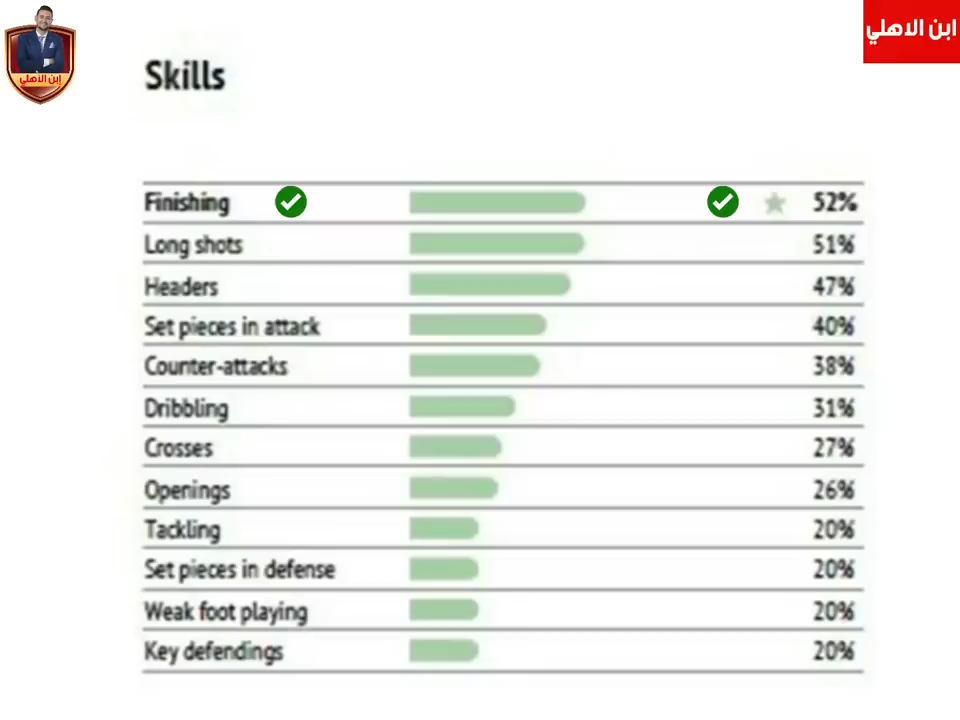 إبن الأهلي
ابن الاهلي
Skills
Finishing 52%
Long shots 51%
Headers 47%
Set pieces in attack 40%
Counter-attacks 38%
Dribbling 31%
Crosses 27%
Openings 26%
Tackling 20%
Set pieces in defense 20%
Weak foot playing 20%
Key defendings 20%